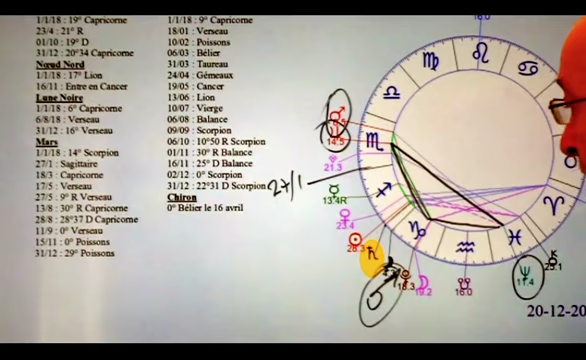 1/1/18 : 19° Capricorne
23/4 : 21° R
01/10 : 19° D
31/12 : 20°34 Capricorne
Nœud Nord
1/1/18 : 17° Lion
16/11 : Entre en Cancer
Lune Noire
1/1/18 : 6° Capricorne
6/8/18 : Verseau
31/12 : 16° Verseau
Mars
1/1/18 : 14° Scorpion
27/1 : Sagittaire
18/3 : Capricorne
17/5 : Verseau
27/5 : 9° R Verseau
13/8 : 30° R Capricorne
28/8 : 28°37 D Capricorne
11/9 : 0° Verseau
15/11 : 0° Poissons
31/12 : 29° Poissons
1/1/18 : 9° Capricorne
18/01 : Verseau
10/02 : Poissons
06/03 : Bélier
31/03 : Taureau
24/04 : Gémeaux
19/05 : Cancer
13/06 : Lion
10/07 : Vierge
06/08 : Balance
09/09 : Scorpion
06/10 : 10°50 R Scorpion
01/11 : 30° R Balance
16/11 : 25° D Balance
02/12 : 0° Scorpion
31/12 : 22°31 D Scorpion
Chiron
0° Bélier le 16 avril
14.5
21.3
27/1
13.4R
23.4
28.3
18.3
19.2
16.0
11.4
25.1
20-12-20